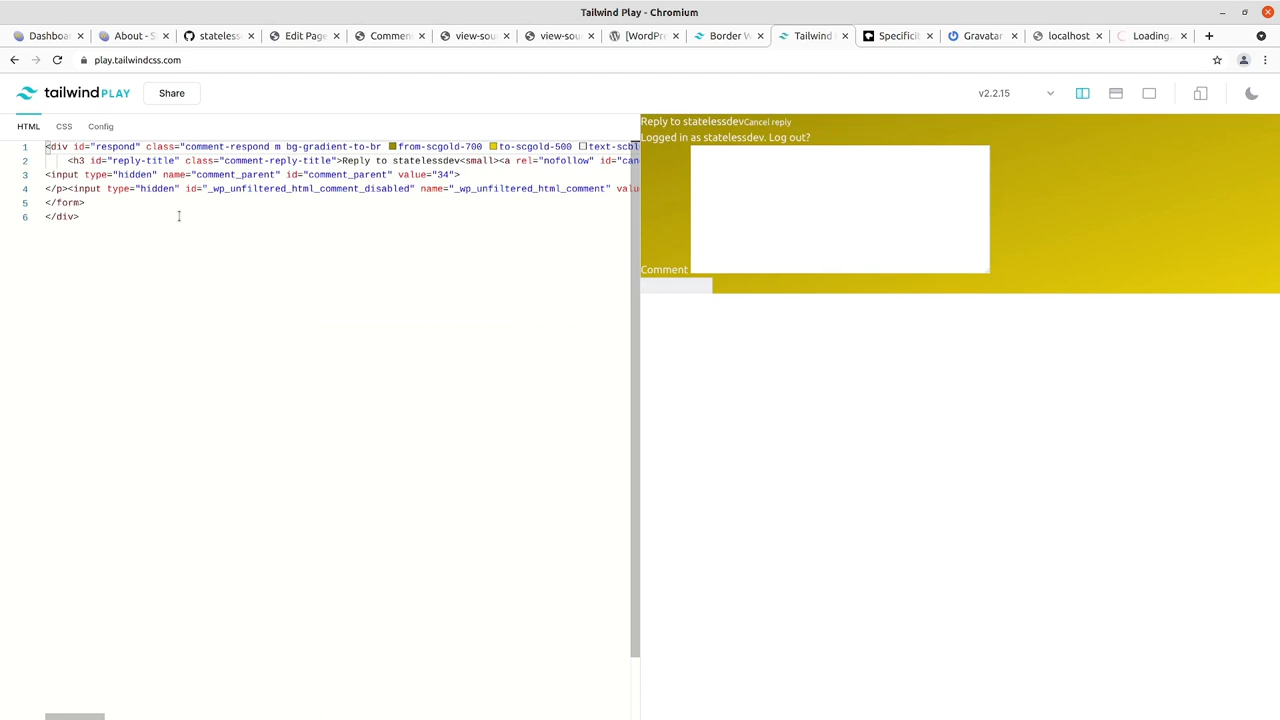 Tailwind Play - Chromium
Dashboa
About - S
stateless
Edit Page
Commen
view-sou
view-sou
[WordPre
Border W
Tailwind
Specificit
Gravatar
localhost
Loading...
play.tailwindcss.com
tailwind PLAY
Share
v2.2.15
HTML
CSS
Config
1 <div id="respond" class="comment-respond m bg-gradient-to-br from-scgold-700 to-scgold-500 text-scbl
2 <h3 id="reply-title" class="comment-reply-title">Reply to statelessdev<small><a rel="nofollow" id="can
3 <input type="hidden" name="comment_parent" id="comment_parent" value="34">
4 </p><input type="hidden" id="_wp_unfiltered_html_comment_disabled" name="_wp_unfiltered_html_comment" valu
5 </form>
6 </div>
Reply to statelessdevCancel reply
Logged in as statelessdev. Log out?
Comment